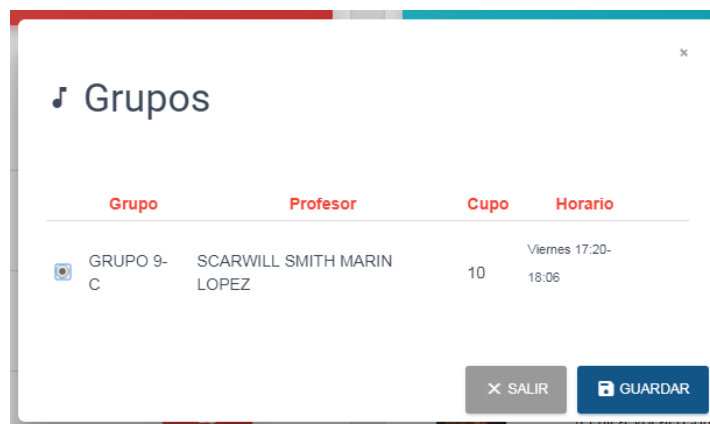 ×
Grupos
Grupo Profesor Cupo Horario
GRUPO 9-
C
SCARWILL SMITH MARIN
LOPEZ
10
Viernes 17:20-
18:06
SALIR
GUARDAR